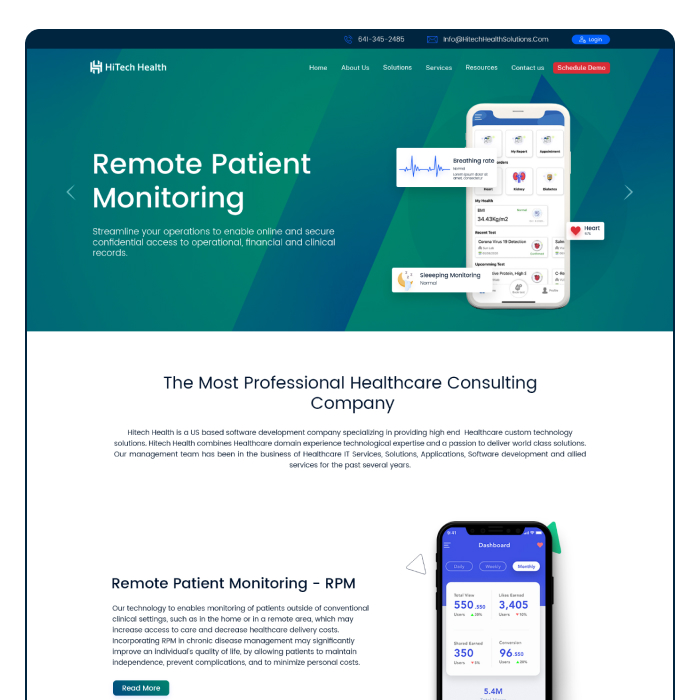 641-345-2485
Info@HitechHealthSolutions.Com
Login
HiTech Health
Home
About Us
Solutions
Services
Resources
Contact us
Schedule Demo
Remote Patient
Monitoring
Streamline your operations to enable online and secure
confidential access to operational, financial and clinical
records.
Breathing rate
Normal
My Report
Appointment
Heart
Kidney
Diabetes
My Health
BMI
Normal
34.43Kg/m2
Heart
Recent Test
Corona Virus 19 Detection
Upcomming Test
Sleeeping Monitoring
Normal
Profile
The Most Professional Healthcare Consulting
Company
Hitech Health is a US based software development company specializing in providing high end Healthcare custom technology
solutions. Hitech Health combines Healthcare domain experience technological expertise and a passion to deliver world class solutions.
Our management team has been in the business of Healthcare IT Services, Solutions, Applications, Software development and allied
services for the past several years.
Remote Patient Monitoring - RPM
Our technology to enables monitoring of patients outside of conventional
clinical settings, such as in the home or in a remote area, which may
increase access to care and decrease healthcare delivery costs.
Incorporating RPM in chronic disease management may significantly
improve an individual's quality of life, by allowing patients to maintain
independence, prevent complications, and to minimize personal costs.
Read More
9:41
Dashboard
Daily
Weekly
Monthly
Total View
550.550
Users
Likes Earned
3,405
Users
Shared Earned
350
Users
Conversion
96.550
Users
5.4M